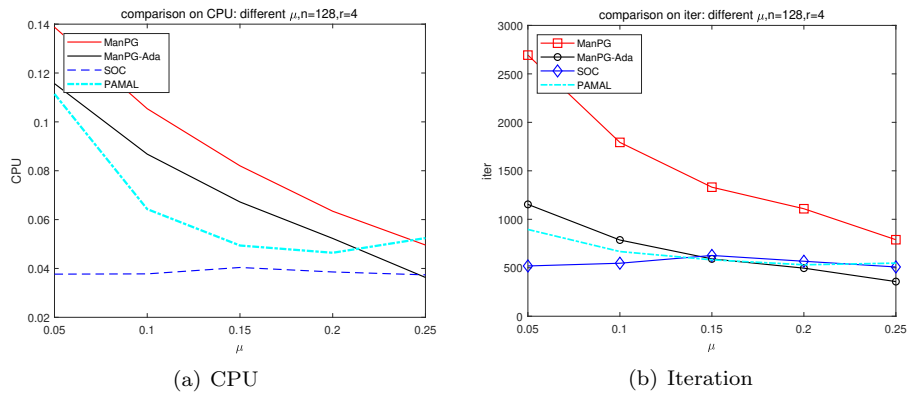 comparison on CPU: different μ,n=128,r=4
0.14
0.12
0.1
0.08
0.06
0.04
0.02
CPU
ManPG
ManPG-Ada
SOC
PAMAL
0.05 0.1 0.15 0.2 0.25
μ
(a) CPU
comparison on iter: different μ,n=128,r=4
3000
2500
2000
1500
1000
500
0
iter
ManPG
ManPG-Ada
SOC
PAMAL
0.05 0.1 0.15 0.2 0.25
μ
(b) Iteration